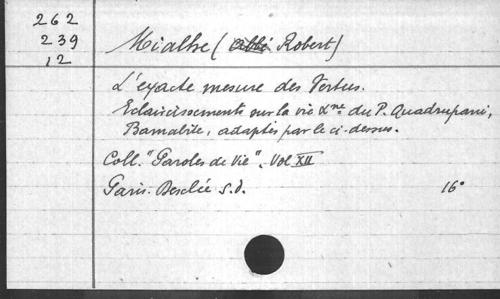 262
239
12
Mialhe (abbé Robert)
L'exacte mesure des Vertus.
Eclaircissements sur la vie xne. du P. Quadrupani,
Barnabite, adaptés par le ci-dessus.
Coll. "Paroles de Vie". Vol XII
Paris. Desclée s.d. 16°